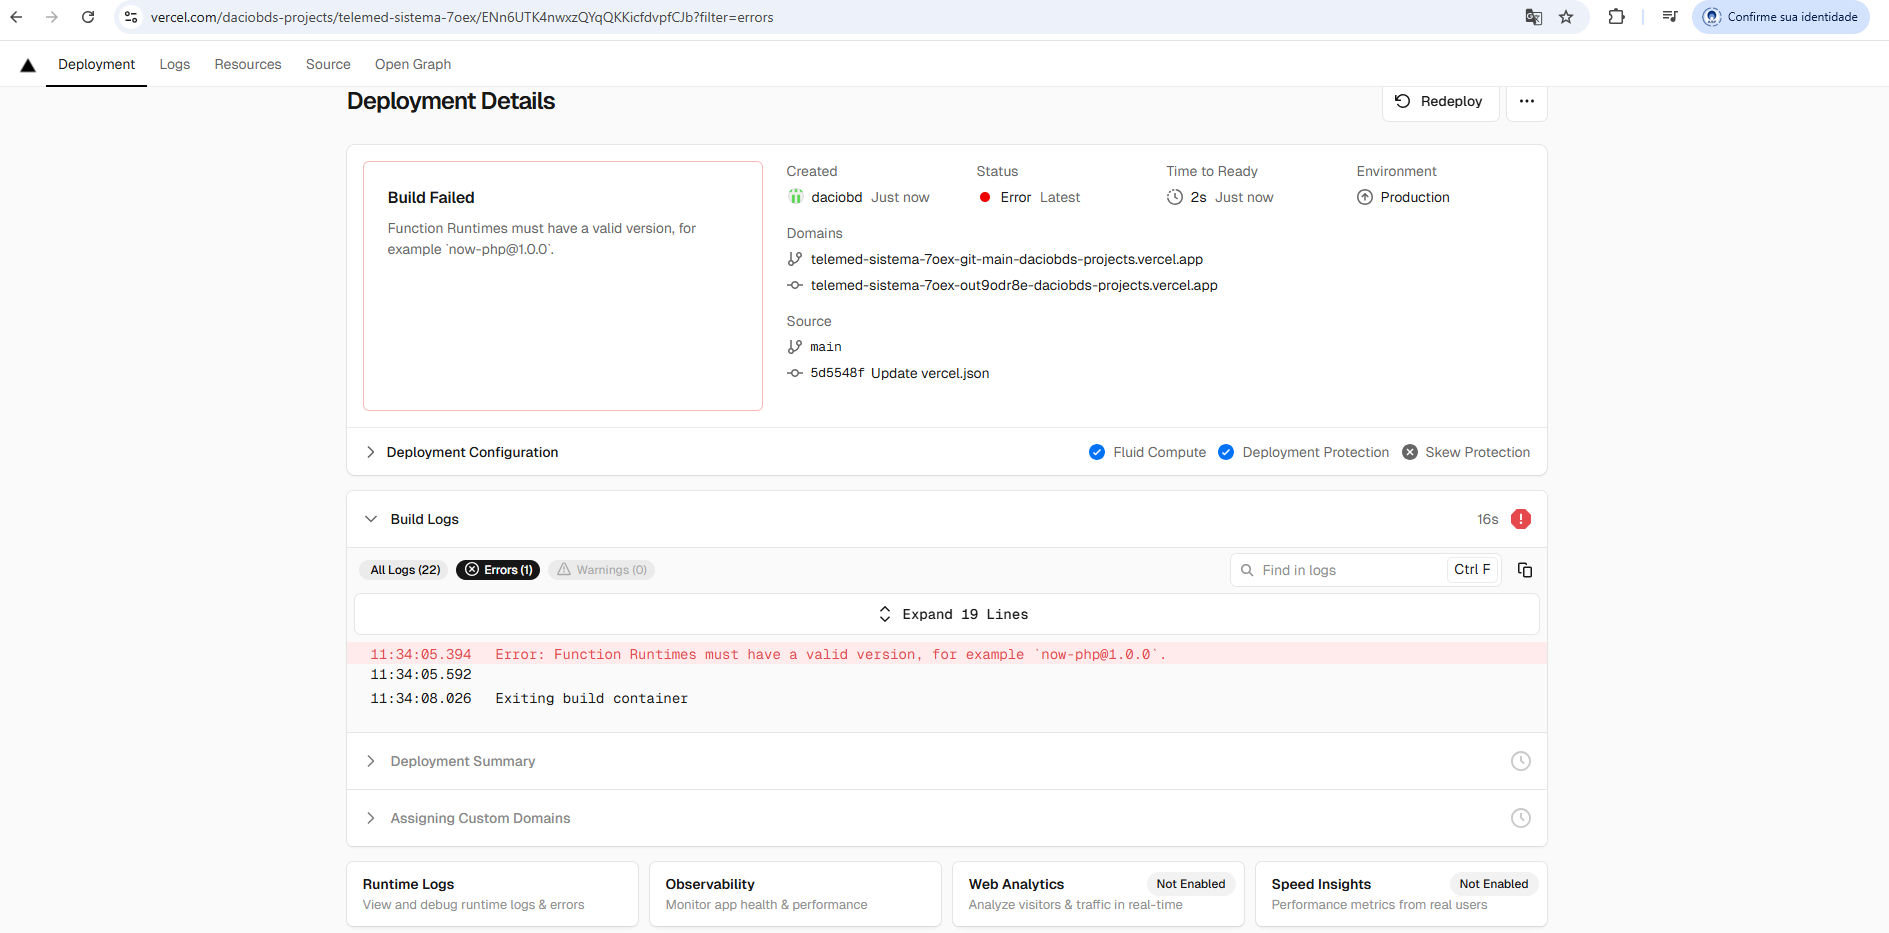 vercel.com/daciobds-projects/telemed-sistema-7oex/ENn6UTK4nwxzQYqQKKicfdvpfCJb?filter=errors
Confirme sua identidade
Deployment Logs Resources Source Open Graph
Deployment Details
Redeploy
Build Failed
Function Runtimes must have a valid version, for
example `now-php@1.0.0`.
Created
daciobd Just now
Status
Error Latest
Time to Ready
2s Just now
Environment
Production
Domains
telemed-sistema-7oex-git-main-daciobds-projects.vercel.app
telemed-sistema-7oex-out9odr8e-daciobds-projects.vercel.app
Source
main
5d5548f Update vercel.json
Deployment Configuration
Fluid Compute Deployment Protection Skew Protection
Build Logs
16s
All Logs (22) Errors (1) Warnings (0)
Find in logs Ctrl F
Expand 19 Lines
11:34:05.394 Error: Function Runtimes must have a valid version, for example `now-php@1.0.0`.
11:34:05.592
11:34:08.026 Exiting build container
Deployment Summary
Assigning Custom Domains
Runtime Logs
View and debug runtime logs & errors
Observability
Monitor app health & performance
Web Analytics Not Enabled
Analyze visitors & traffic in real-time
Speed Insights Not Enabled
Performance metrics from real users